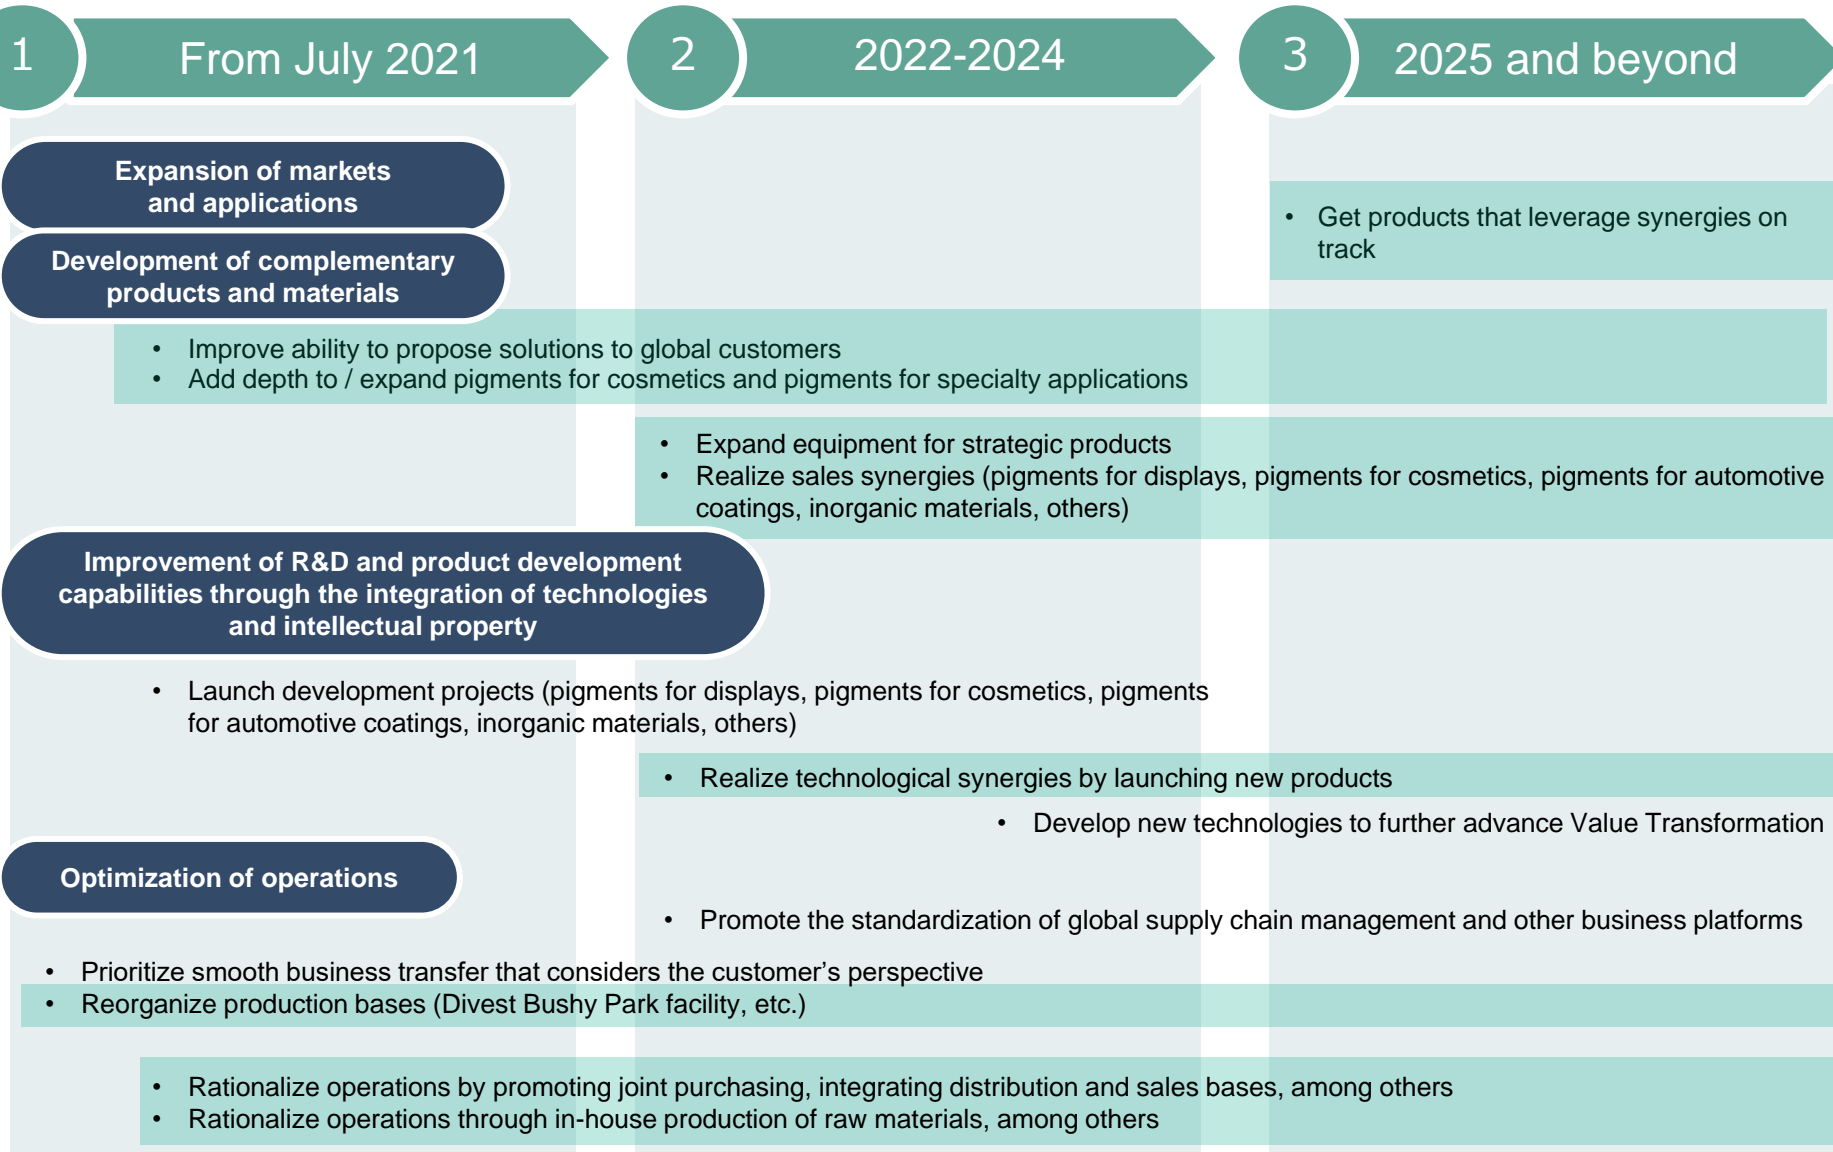 1
From July 2021
2
2022-2024
3
2025 and beyond
Expansion of markets
and applications
• Get products that leverage synergies on
track
Development of complementary
products and materials
• Improve ability to propose solutions to global customers
• Add depth to / expand pigments for cosmetics and pigments for specialty applications
• Expand equipment for strategic products
• Realize sales synergies (pigments for displays, pigments for cosmetics, pigments for automotive
coatings, inorganic materials, others)
Improvement of R&D and product development
capabilities through the integration of technologies
and intellectual property
• Launch development projects (pigments for displays, pigments for cosmetics, pigments
for automotive coatings, inorganic materials, others)
• Realize technological synergies by launching new products
• Develop new technologies to further advance Value Transformation
Optimization of operations
• Promote the standardization of global supply chain management and other business platforms
• Prioritize smooth business transfer that considers the customer’s perspective
• Reorganize production bases (Divest Bushy Park facility, etc.)
• Rationalize operations by promoting joint purchasing, integrating distribution and sales bases, among others
• Rationalize operations through in-house production of raw materials, among others